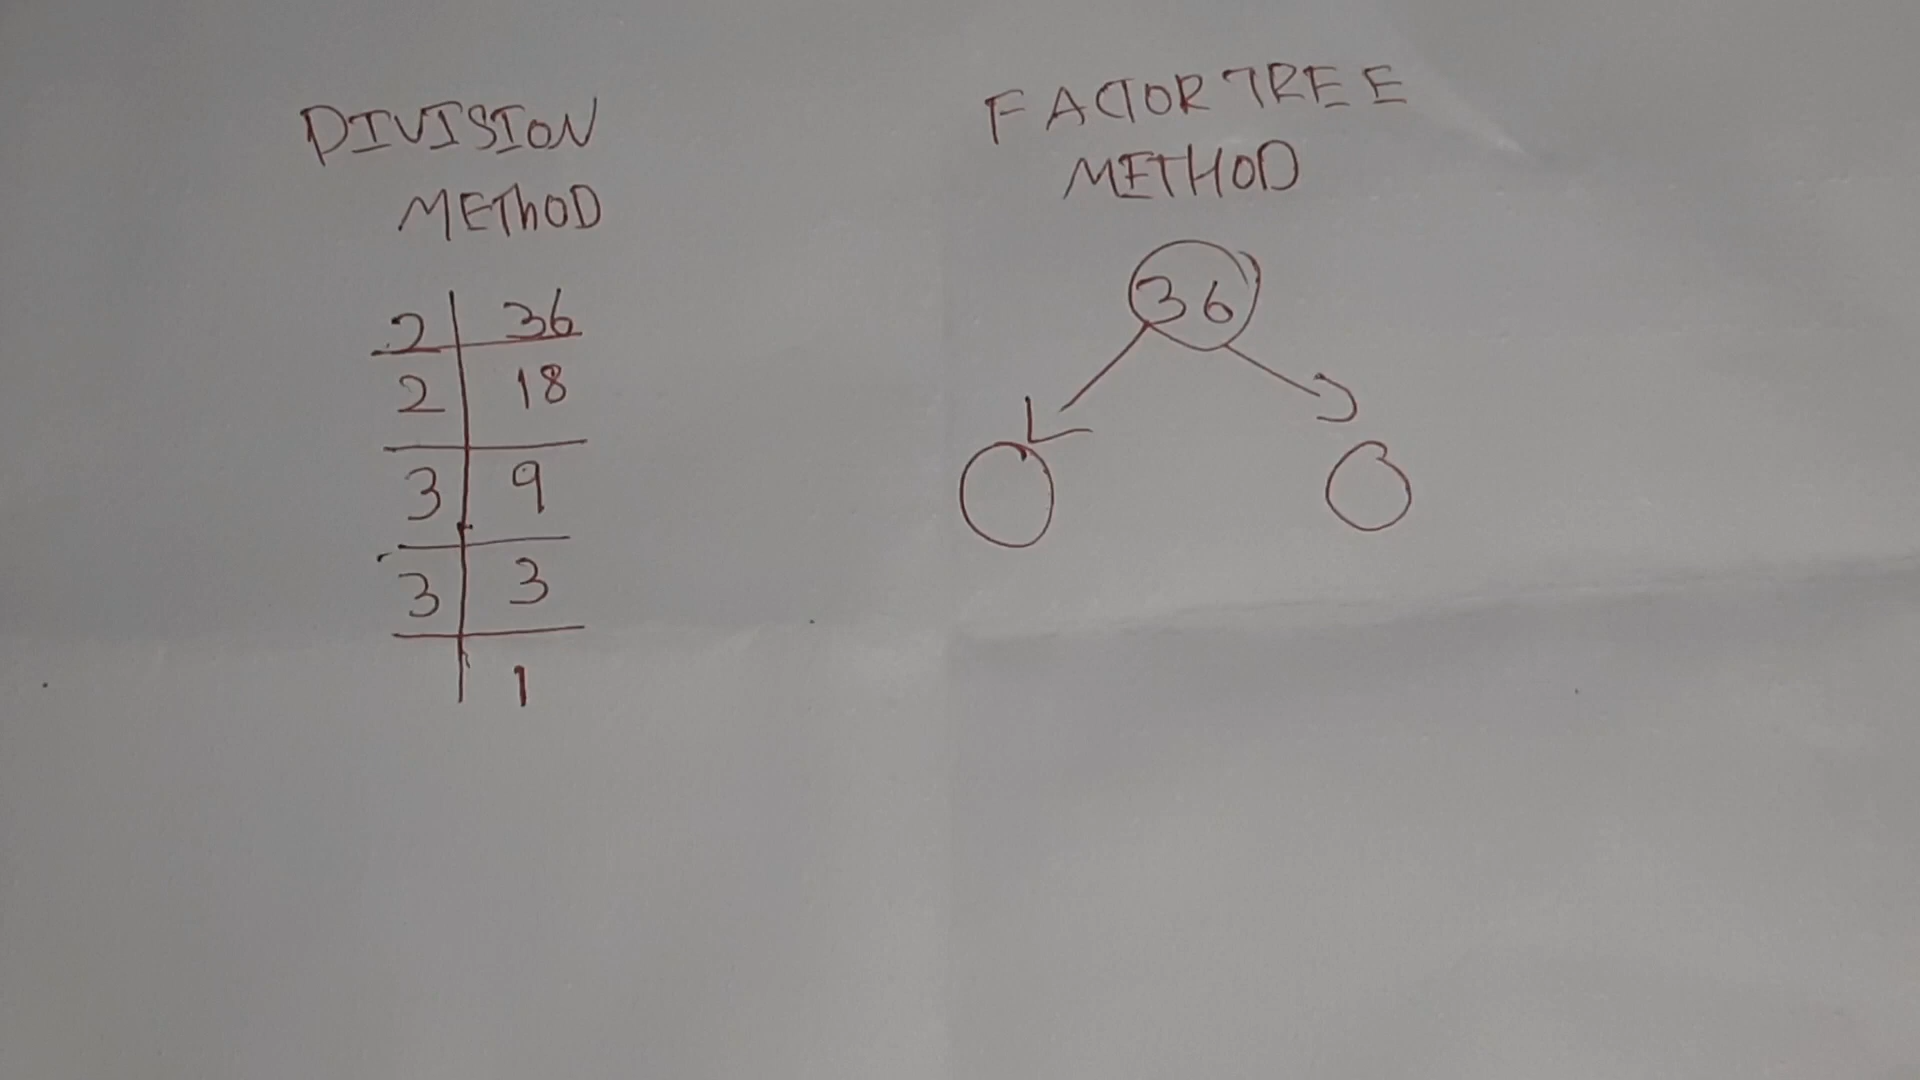 DIVISION
METhOD
2 | 36
2 | 18
3 | 9
3 | 3
| 1
FACTOR TREE
METHOD
36